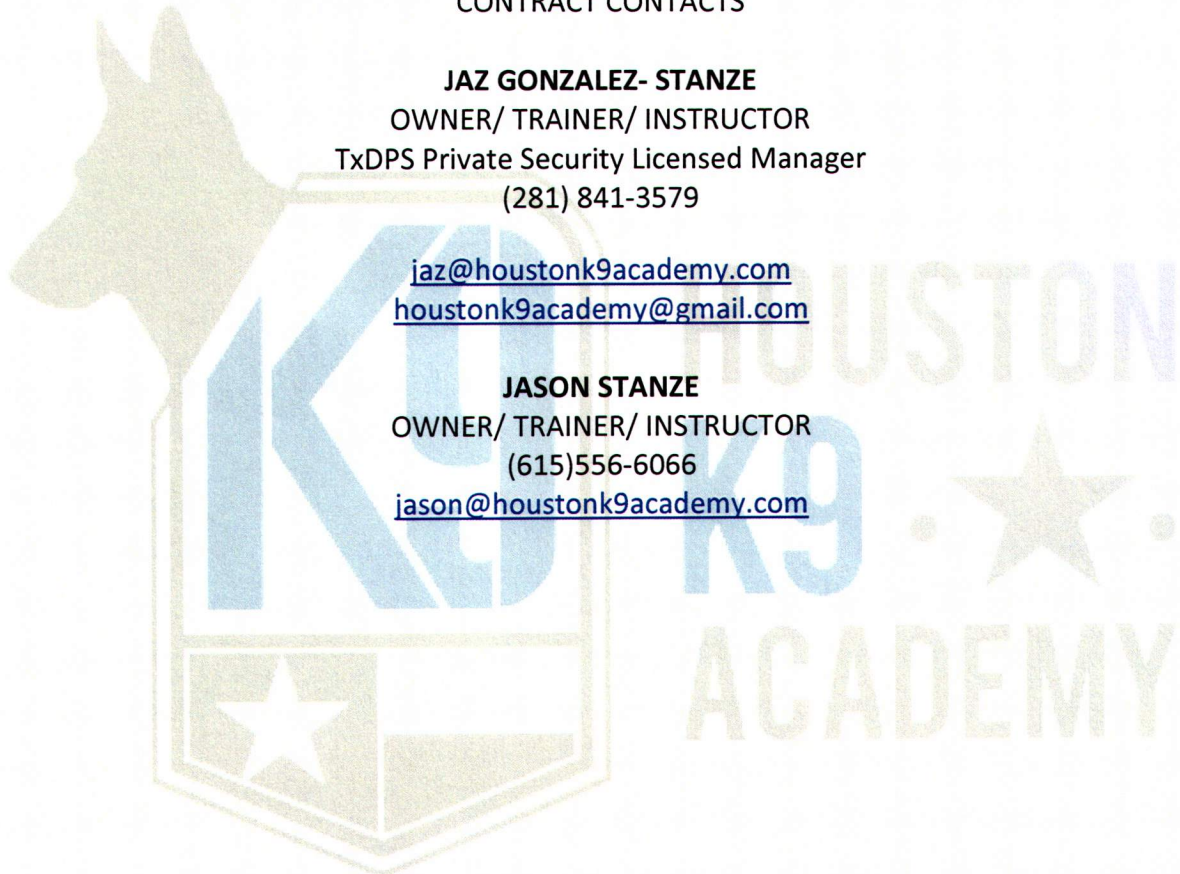 CONTRACT CONTACTS
JAZ GONZALEZ- STANZE
OWNER/ TRAINER/ INSTRUCTOR
TxDPS Private Security Licensed Manager
(281) 841-3579
jaz@houstonk9academy.com
houstonk9academy@gmail.com
JASON STANZE
OWNER/ TRAINER/ INSTRUCTOR
(615)556-6066
jason@houstonk9academy.com
K9
HOUSTON
K9
ACADEMY